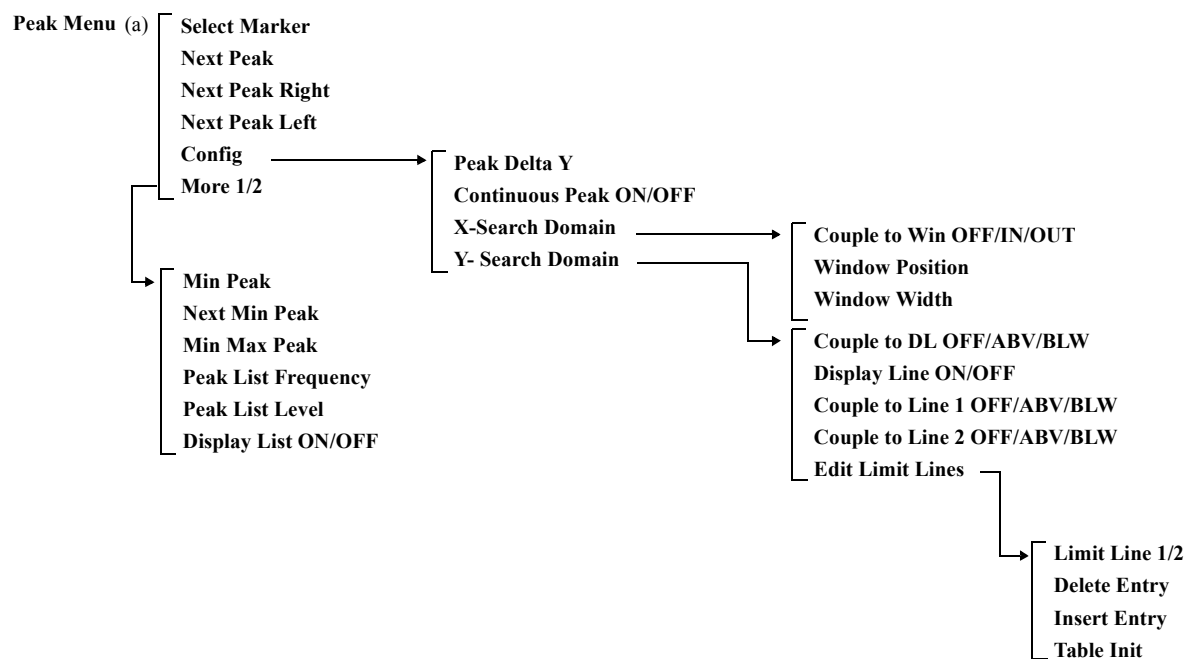 Peak Menu (a)
Select Marker
Next Peak
Next Peak Right
Next Peak Left
Config
More 1/2
Peak Delta Y
Continuous Peak ON/OFF
X-Search Domain
Y- Search Domain
Couple to Win OFF/IN/OUT
Window Position
Window Width
Min Peak
Next Min Peak
Min Max Peak
Peak List Frequency
Peak List Level
Display List ON/OFF
Couple to DL OFF/ABV/BLW
Display Line ON/OFF
Couple to Line 1 OFF/ABV/BLW
Couple to Line 2 OFF/ABV/BLW
Edit Limit Lines
Limit Line 1/2
Delete Entry
Insert Entry
Table Init